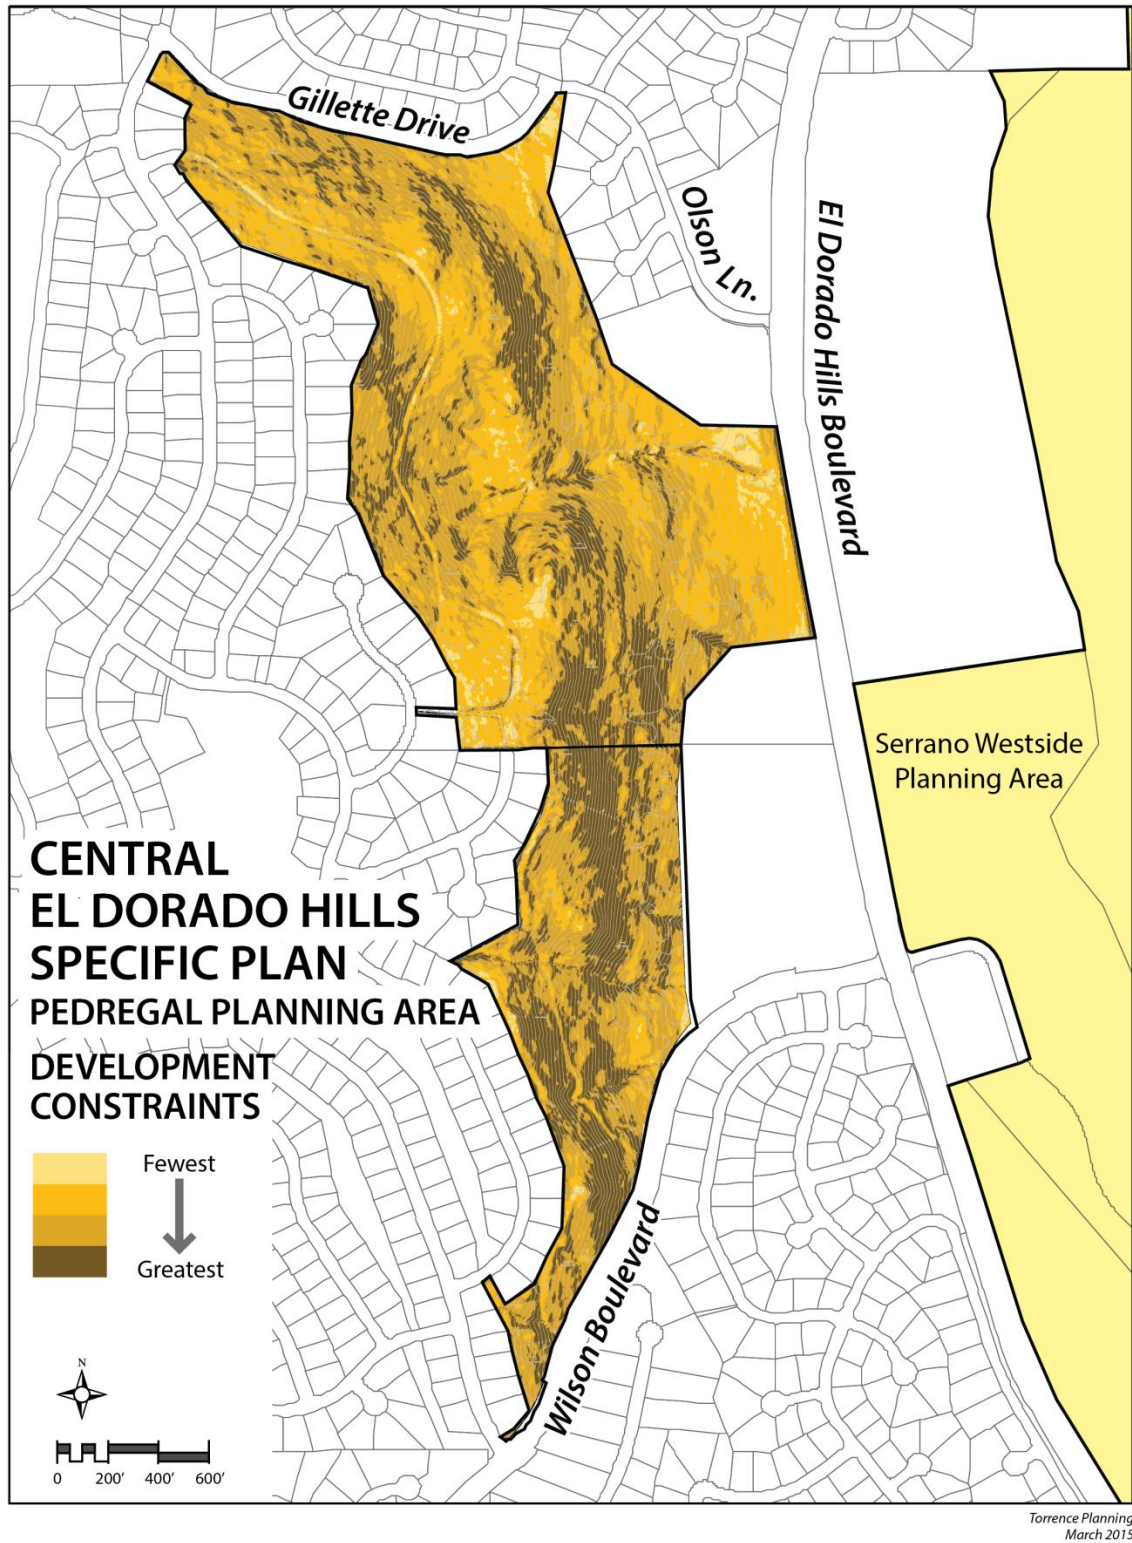 Gillette Drive
Olson Ln.
El Dorado Hills Boulevard
Serrano Westside
Planning Area
CENTRAL
EL DORADO HILLS
SPECIFIC PLAN
PEDREGAL PLANNING AREA
DEVELOPMENT
CONSTRAINTS
Fewest
Greatest
Wilson Boulevard
N
0 200' 400' 600'
Torrence Planning
March 2015